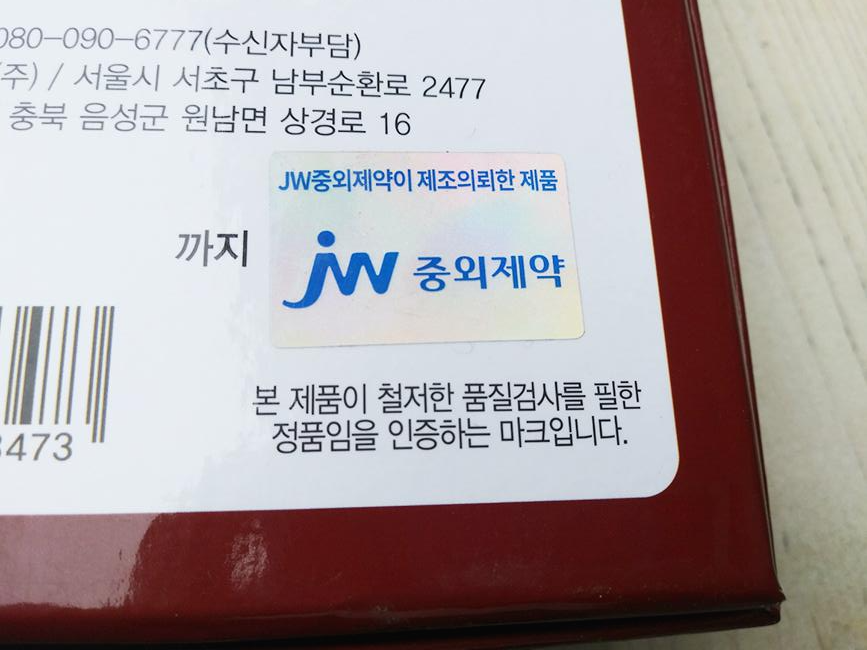 080-090-6777(수신자부담)
(주) / 서울시 서초구 남부순환로 2477
충북 음성군 원남면 상경로 16
JW중외제약이 제조의뢰한 제품
까지
jw 중외제약
본 제품이 철저한 품질검사를 필한
정품임을 인증하는 마크입니다.
3473